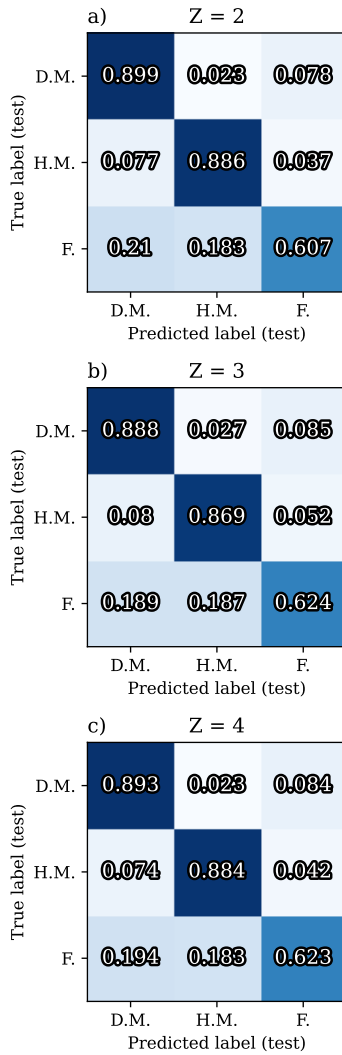 a) Z = 2
True label (test)
D.M. 0.899 0.023 0.078
H.M. 0.077 0.886 0.037
F. 0.21 0.183 0.607
D.M. H.M. F.
Predicted label (test)
b) Z = 3
True label (test)
D.M. 0.888 0.027 0.085
H.M. 0.08 0.869 0.052
F. 0.189 0.187 0.624
D.M. H.M. F.
Predicted label (test)
c) Z = 4
True label (test)
D.M. 0.893 0.023 0.084
H.M. 0.074 0.884 0.042
F. 0.194 0.183 0.623
D.M. H.M. F.
Predicted label (test)